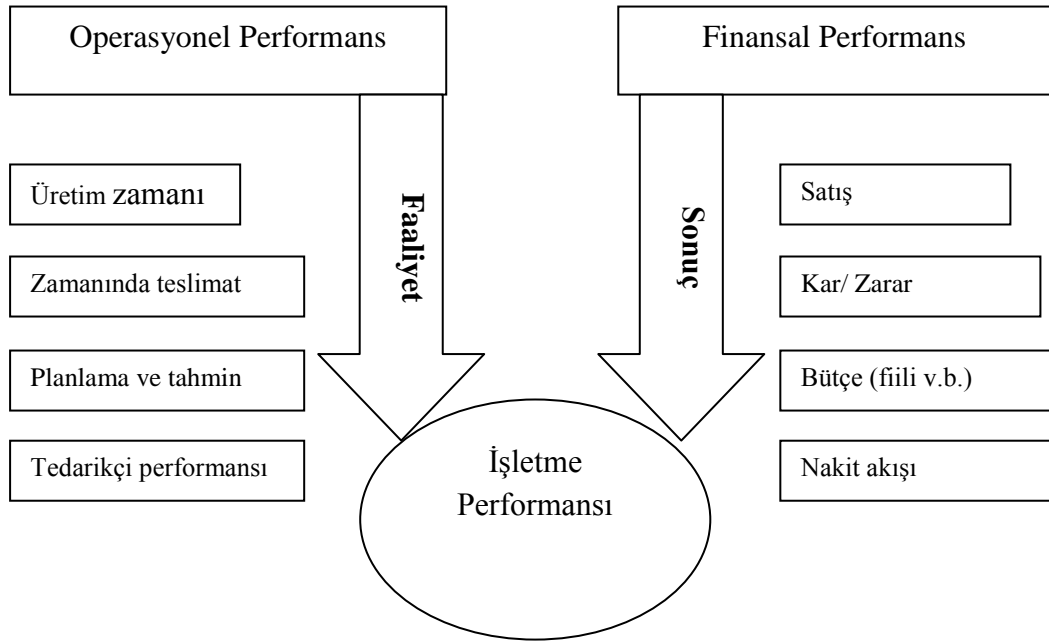 Operasyonel Performans
Finansal Performans
Üretim zamanı
Zamanında teslimat
Planlama ve tahmin
Tedarikçi performansı
Faaliyet
Sonuç
Satış
Kar/ Zarar
Bütçe (fiili v.b.)
Nakit akışı
İşletme
Performansı